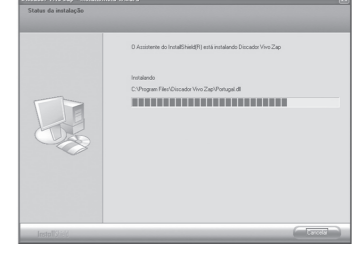 Status da instalação
O Assistente do InstallShield(R) está instalando Discador Vivo Zap
Instalando
C:\Program Files\Discador Vivo Zap\Portugal.dll
InstallShield
Cancelar